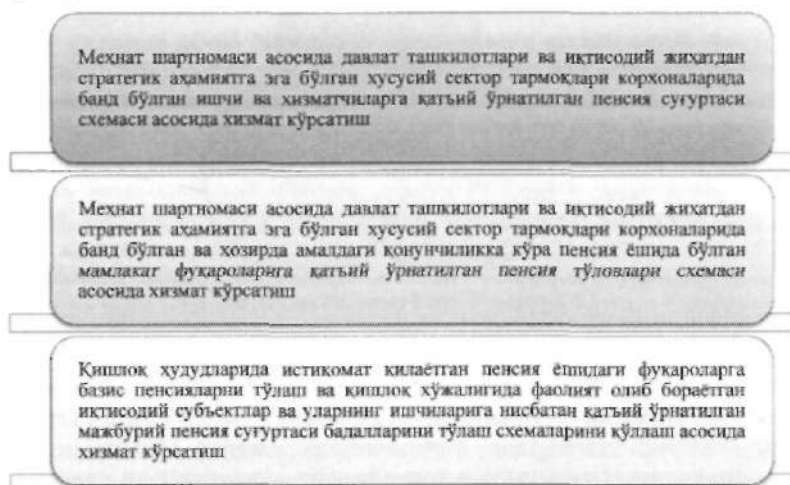 Меҳнат шартномаси асосида давлат ташкилотлари ва иқтисодий жиҳатдан
стратегик аҳамиятга эга бўлган хусусий сектор тармоқлари корхоналарида
банд бўлган ишчи ва хизматчиларга қатъий ўрнатилган пенсия суғуртаси
схемаси асосида хизмат кўрсатиш
Меҳнат шартномаси асосида давлат ташкилотлари ва иқтисодий жиҳатдан
стратегик аҳамиятга эга бўлган хусусий сектор тармоқлари корхоналарида
банд бўлган ва ҳозирда амалдаги қонунчиликка кўра пенсия ёшида бўлган
мамлакат фуқароларига қатъий ўрнатилган пенсия тўловлари схемаси
асосида хизмат кўрсатиш
Қишлоқ ҳудудларида истиқомат қилаётган пенсия ёшидаги фуқароларга
базис пенсияларни тўлаш ва қишлоқ хўжалигида фаолият олиб бораётган
иқтисодий субъектлар ва уларнинг ишчиларига нисбатан қатъий ўрнатилган
мажбурий пенсия суғуртаси бадалларини тўлаш схемаларини қўллаш асосида
хизмат кўрсатиш